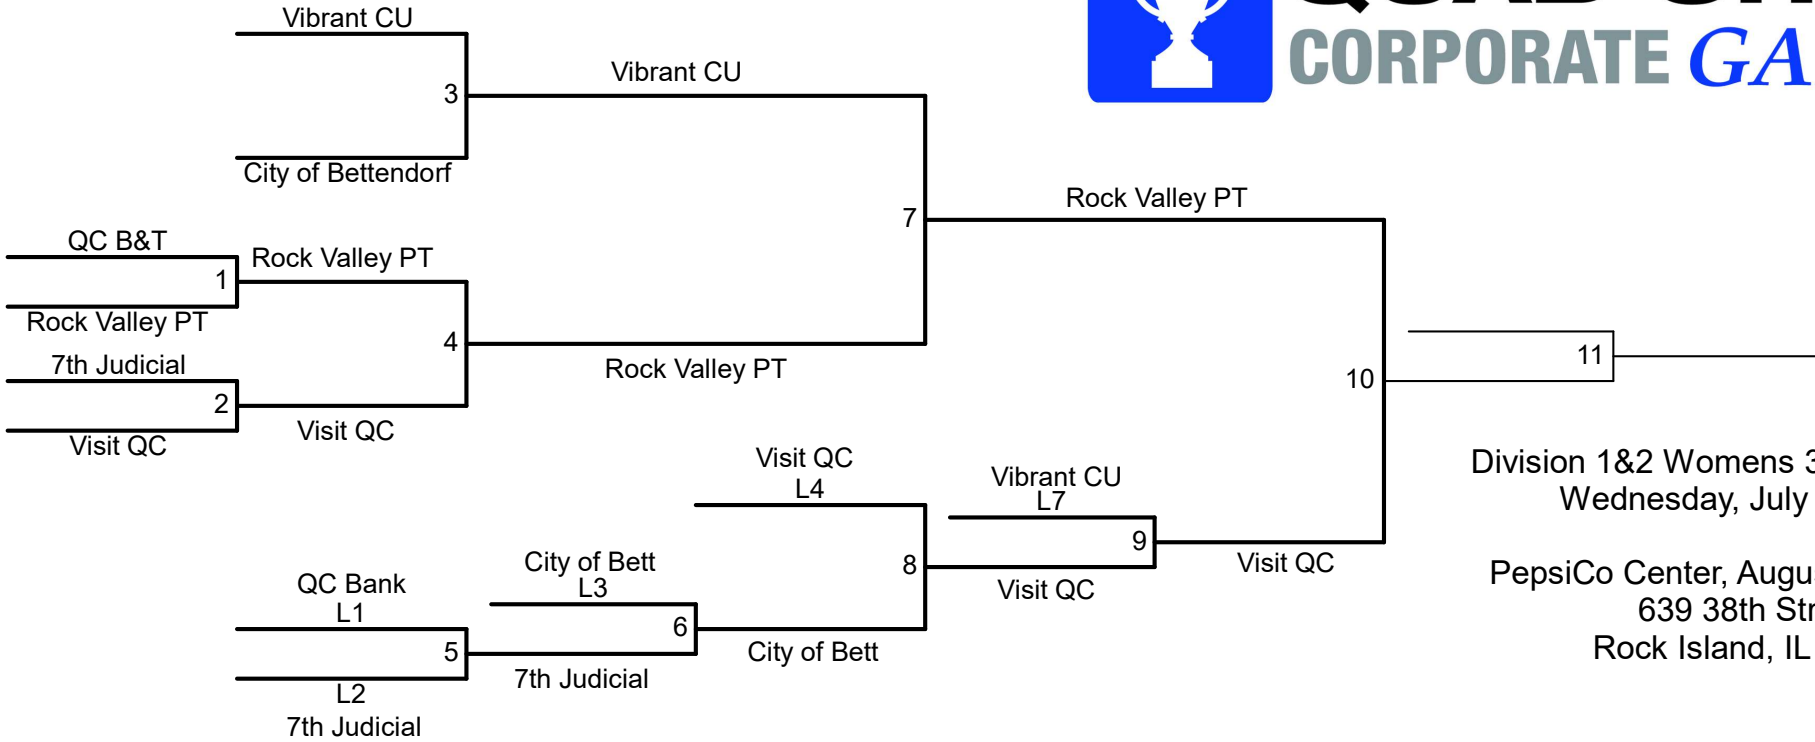 Vibrant CU
CORPORATE GA
Vibrant CU
3
City of Bettendorf
Rock Valley PT
7
QC B&T
Rock Valley PT
1
Rock Valley PT
4
11
7th Judicial
Rock Valley PT
10
2
Visit QC
Visit QC
Visit QC
L4
Division 1&2 Womens 3
Wednesday, July
Vibrant CU
L7
9
Visit QC
City of Bett
L3
8
Visit QC
QC Bank
L1
6
PepsiCo Center, Augu
639 38th Str
Rock Island, IL
5
City of Bett
7th Judicial
L2
7th Judicial